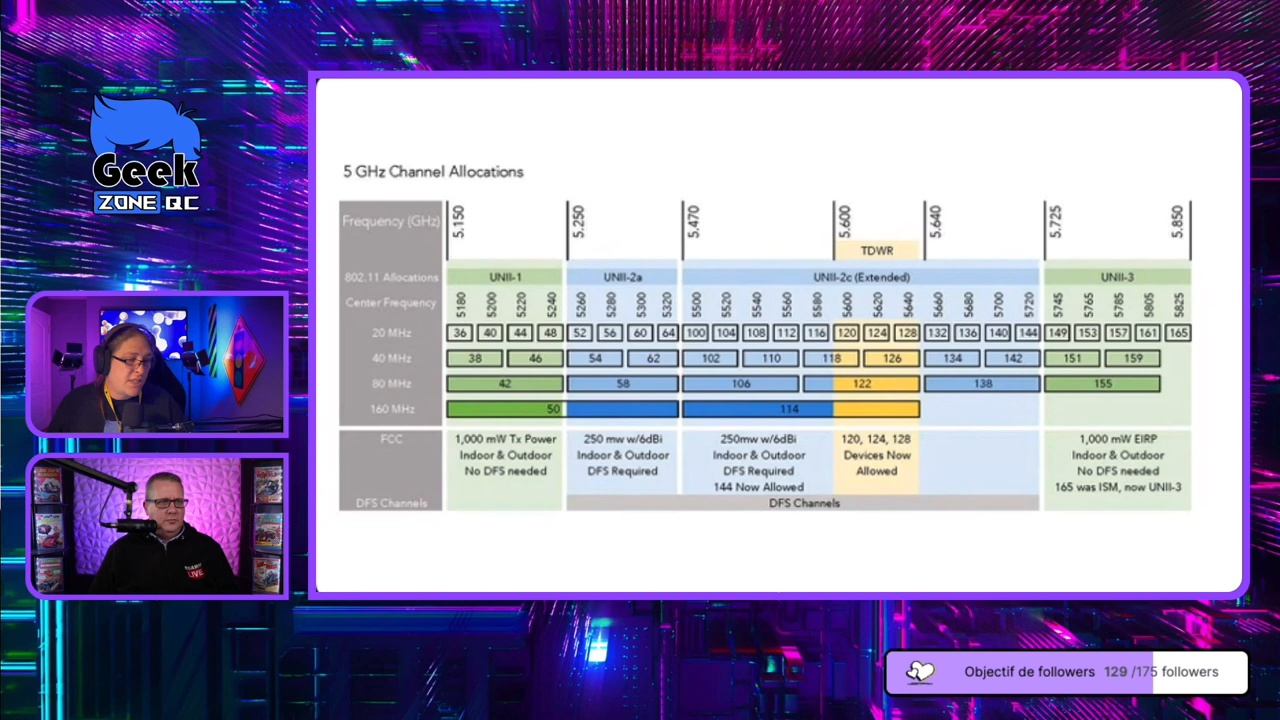 Geek
ZONE QC
5 GHz Channel Allocations
Frequency (GHz) 5.150 5.250 5.470 5.600 5.640 5.725 5.850
TDWR
802.11 Allocations UNII-1 UNII-2a UNII-2c (Extended) UNII-3
Center Frequency 5180 5200 5220 5240 5260 5280 5300 5320 5500 5520 5540 5560 5580 5600 5620 5640 5660 5680 5700 5720 5745 5765 5785 5805 5825
20 MHz 36 40 44 48 52 56 60 64 100 104 108 112 116 120 124 128 132 136 140 144 149 153 157 161 165
40 MHz 38 46 54 62 102 110 118 126 134 142 151 159
80 MHz 42 58 106 122 138 155
160 MHz 50 114
FCC 1,000 mW Tx Power 250 mw w/6dBi 250mw w/6dBi 120, 124, 128 1,000 mW EIRP
Indoor & Outdoor Indoor & Outdoor Indoor & Outdoor Devices Now Indoor & Outdoor
No DFS needed DFS Required DFS Required Allowed No DFS needed
144 Now Allowed 165 was ISM, now UNII-3
DFS Channels DFS Channels
LIVE
Objectif de followers 129 /175 followers